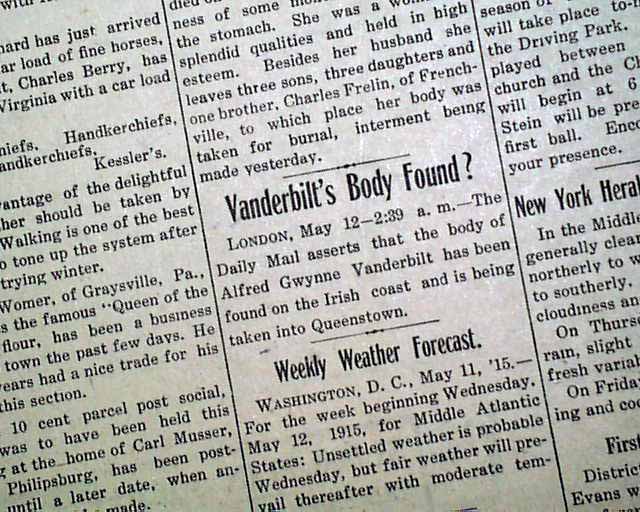 ard has just arrived
ar load of fine horses,
t, Charles Berry, has
Virginia with a car load
hiefs, Handkerchiefs,
andkerchiefs.
Kessler's.
vantage of the delightful
her should be taken by
Walking is one of the best
o tone up the system after
trying winter.
Womer, of Graysville, Pa.,
s the famous "Queen of the
flour, has been a business
town the past few days. He
ears had a nice trade for his
this section.
10 cent parcel post social,
was to have been held this
g at the home of Carl Musser,
Philipsburg, has been post-
until a later date, when an-
made.
ness of some
the stomach. She was a
splendid qualities and held in high
esteem. Besides her husband she
leaves three sons, three daughters and
one brother, Charles Frelin, of French-
ville, to which place her body was
taken for burial, interment being
made yesterday.
Vanderbilt's Body Found?
LONDON, May 12—2:39 a. m.—The
Daily Mail asserts that the body of
Alfred Gwynne Vanderbilt has been
found on the Irish coast and is being
taken into Queenstown.
Weekly Weather Forecast.
WASHINGTON, D. C., May 11, '15.—
For the week beginning Wednesday,
May 12, 1915, for Middle Atlantic
States: Unsettled weather is probable
Wednesday, but fair weather will pre-
vail thereafter with moderate tem-
season of
will take place to-
the Driving Park.
played between
church and the Ch
will begin at 6
Stein will be pre
first ball. Enco
your presence.
New York Heral
In the Middle
generally clear
northerly to w
to southerly.
cloudiness an
On Thurs
rain, slight
fresh varia
On Frida
ing and coo
First
District
Evans w